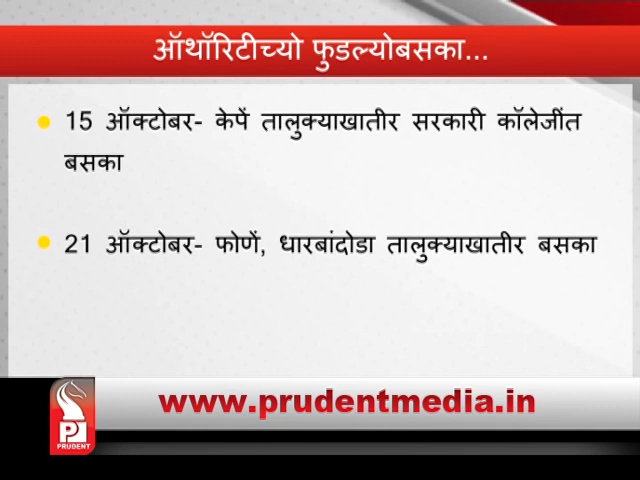 ऑथॉरिटीच्यो फुडल्योबसका...
15 ऑक्टोबर- केपें तालुक्याखातीर सरकारी कॉलेजींत
बसका
21 ऑक्टोबर- फोणें, धारबांदोडा तालुक्याखातीर बसका
www.prudentmedia.in
PRUDENT